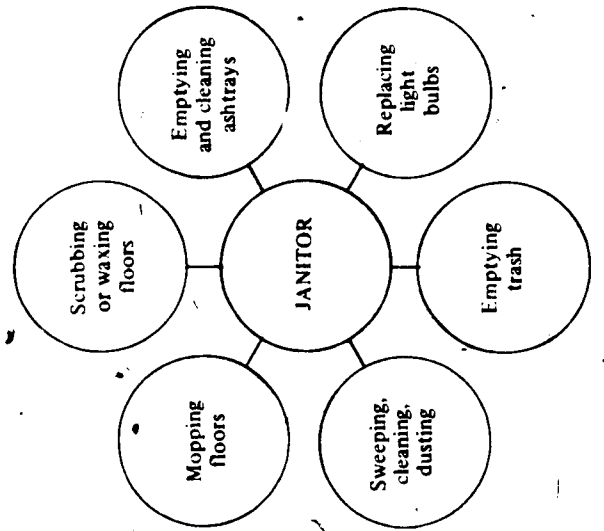 Scrubbing
or waxing
floors
Emptying
and cleaning
ashtrays
Mopping
floors
JANITOR
Replacing
light
bulbs
Sweeping,
cleaning,
dusting
Emptying
trash